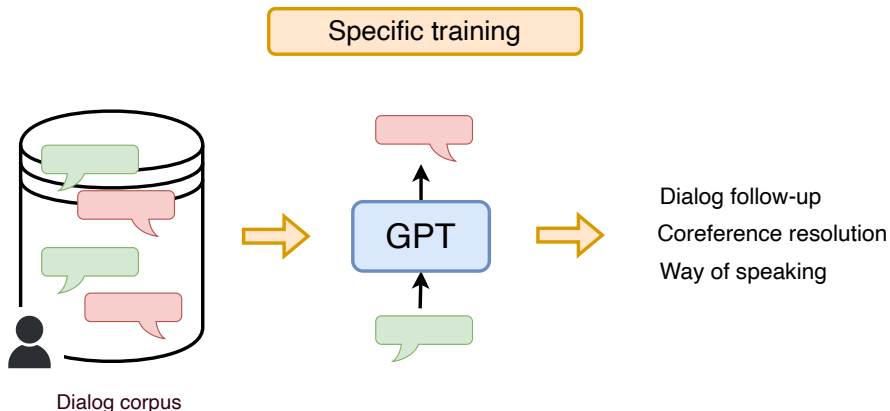 Specific training
GPT
Dialog follow-up
Coreference resolution
Way of speaking
Dialog corpus